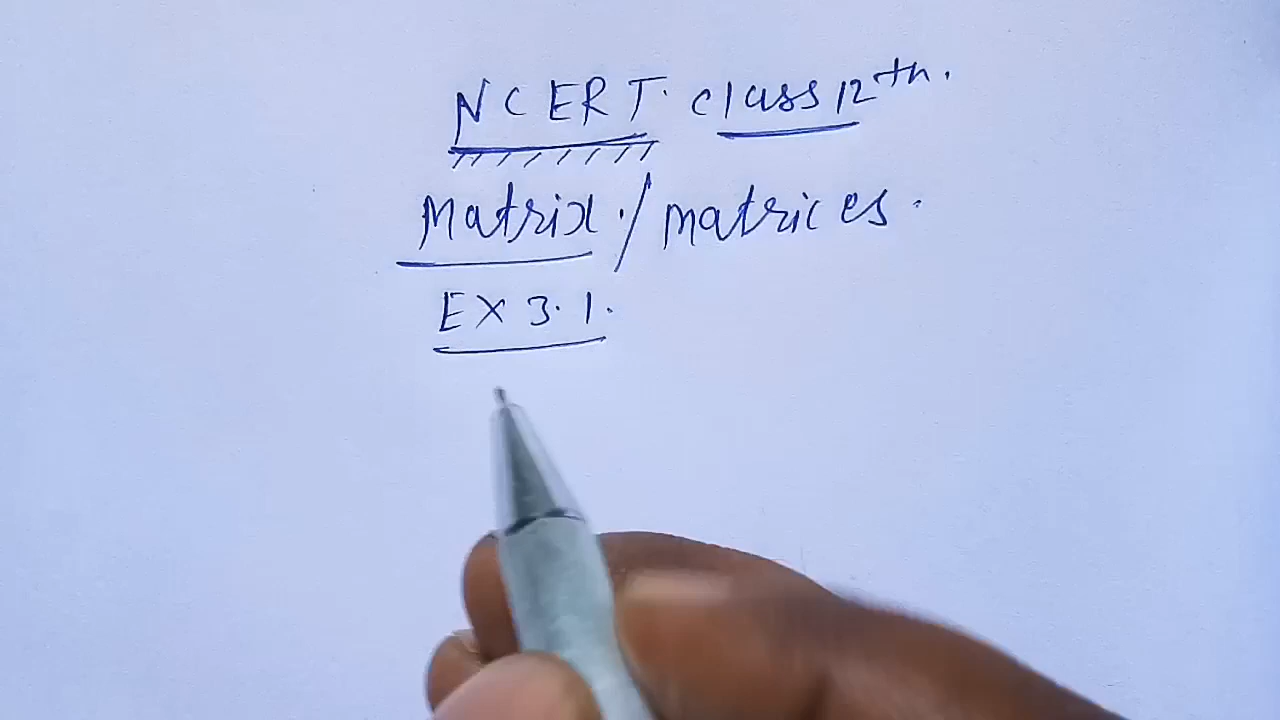 NCERT. class 12th.
Matrix. / matrices.
EX 3.1.